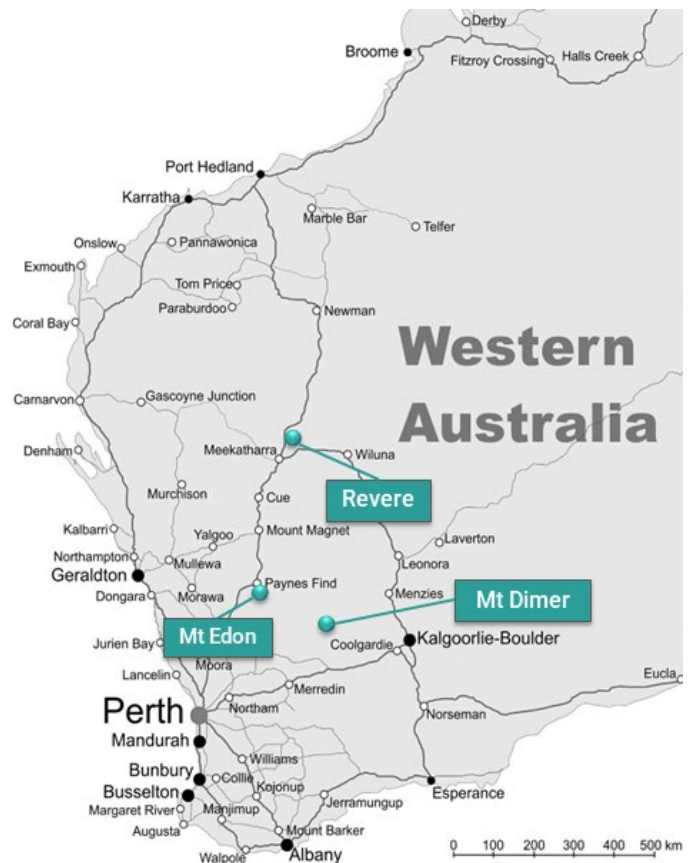 Derby
Broome
Fitzroy Crossing
Halls Creek
Port Hedland
Karratha
Marble Bar
Telfer
Onslow
Pannawonica
Exmouth
Tom Price
Paraburdoo
Newman
Coral Bay
Western
Australia
Carnarvon
Gascoyne Junction
Denham
Meekatharra
Wiluna
Revere
Murchison
Cue
Kalbarri
Yalgoo
Mount Magnet
Laverton
Northampton
Mullewa
Leonora
Geraldton
Paynes Find
Dongara
Morawa
Menzies
Mt Dimer
Mt Edon
Jurien Bay
Coolgardie
Kalgoorlie-Boulder
Moora
Lancelin
Merredin
Eucla
Perth
Northam
Norseman
Mandurah
Williams
Bunbury
Collie
Esperance
Busselton
Kojonup
Margaret River
Manjimup
Jerramungup
Augusta
Mount Barker
Walpole
Albany
0 100 200 300 400 500 km